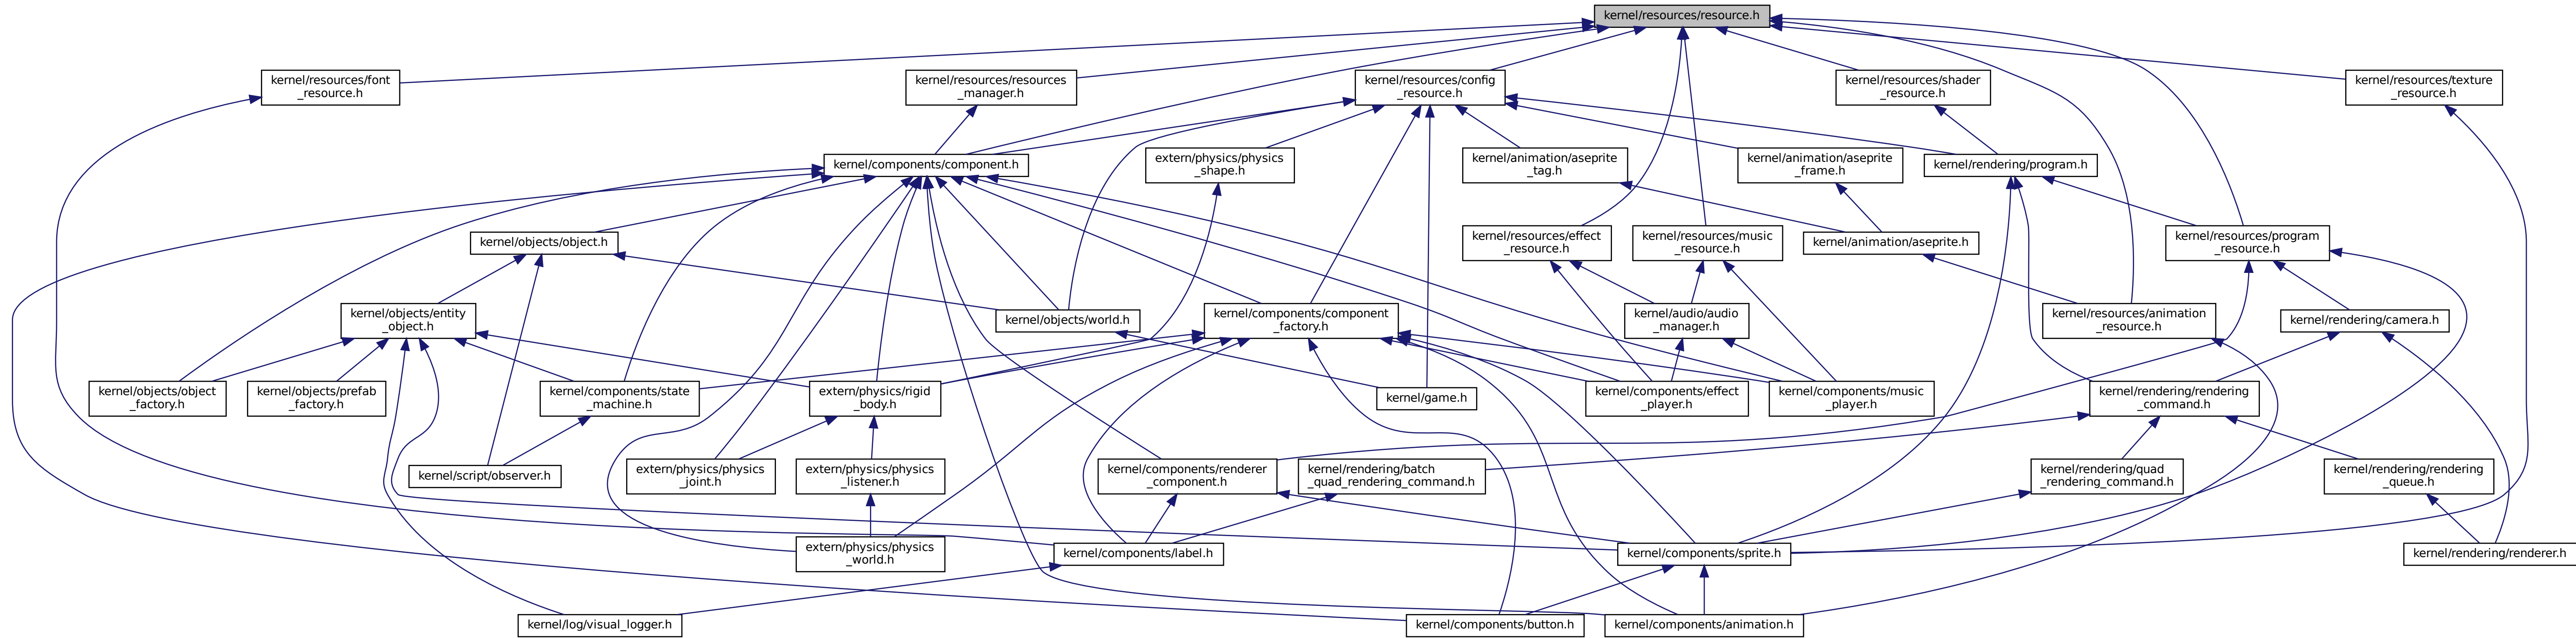 kernel/resources/resource.h
kernel/resources/font
_resource.h
kernel/resources/resources
_manager.h
kernel/resources/config
_resource.h
kernel/resources/shader
_resource.h
kernel/resources/texture
_resource.h
kernel/components/component.h
extern/physics/physics
_shape.h
kernel/animation/aseprite
_tag.h
kernel/animation/aseprite
_frame.h
kernel/rendering/program.h
kernel/objects/object.h
kernel/resources/effect
_resource.h
kernel/resources/music
_resource.h
kernel/animation/aseprite.h
kernel/resources/program
_resource.h
kernel/objects/entity
_object.h
kernel/objects/world.h
kernel/components/component
_factory.h
kernel/audio/audio
_manager.h
kernel/resources/animation
_resource.h
kernel/rendering/camera.h
kernel/objects/object
_factory.h
kernel/objects/prefab
_factory.h
kernel/components/state
_machine.h
extern/physics/rigid
_body.h
kernel/game.h
kernel/components/effect
_player.h
kernel/components/music
_player.h
kernel/rendering/rendering
_command.h
kernel/script/observer.h
extern/physics/physics
_joint.h
extern/physics/physics
_listener.h
kernel/components/renderer
_component.h
kernel/rendering/batch
_quad_rendering_command.h
kernel/rendering/quad
_rendering_command.h
kernel/rendering/rendering
_queue.h
extern/physics/physics
_world.h
kernel/components/label.h
kernel/components/sprite.h
kernel/rendering/renderer.h
kernel/log/visual_logger.h
kernel/components/button.h
kernel/components/animation.h